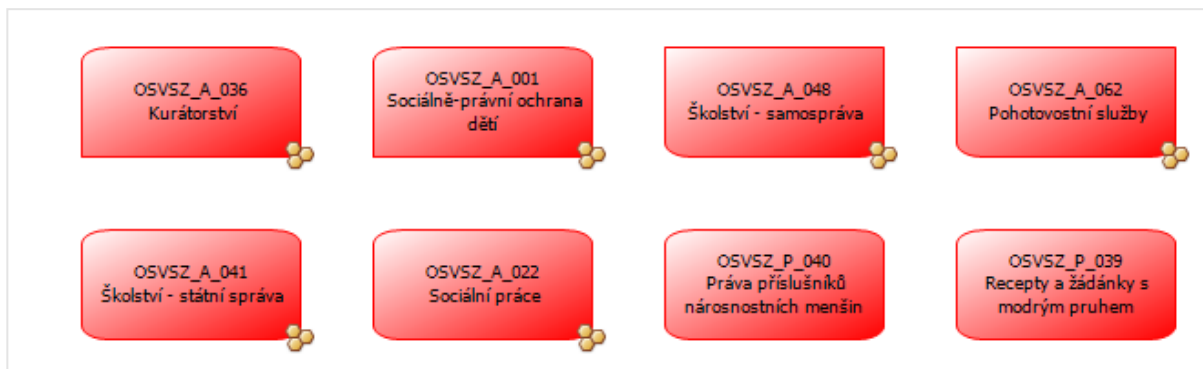 OSVSZ_A_036
Kurátorství
OSVSZ_A_001
Sociálně-právní ochrana
dětí
OSVSZ_A_048
Školství - samospráva
OSVSZ_A_062
Pohotovostní služby
OSVSZ_A_041
Školství - státní správa
OSVSZ_A_022
Sociální práce
OSVSZ_P_040
Práva příslušníků
nárosnostních menšin
OSVSZ_P_039
Recepty a žádánky s
modrým pruhem